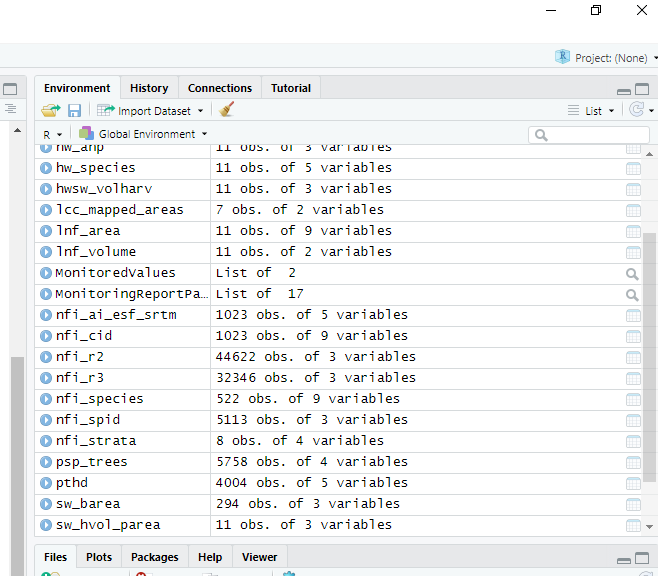 Project: (None)
Environment History Connections Tutorial
Import Dataset List
R Global Environment
hw_anp 11 obs. of 3 variables
hw_species 11 obs. of 5 variables
hwsw_volharv 11 obs. of 3 variables
lcc_mapped_areas 7 obs. of 2 variables
lnf_area 11 obs. of 9 variables
lnf_volume 11 obs. of 2 variables
MonitoredValues List of 2
MonitoringReportPa... List of 17
nfi_ai_esf_srtm 1023 obs. of 5 variables
nfi_cid 1023 obs. of 9 variables
nfi_r2 44622 obs. of 3 variables
nfi_r3 32346 obs. of 3 variables
nfi_species 522 obs. of 9 variables
nfi_spid 5113 obs. of 3 variables
nfi_strata 8 obs. of 4 variables
psp_trees 5758 obs. of 4 variables
pthd 4004 obs. of 5 variables
sw_barea 294 obs. of 3 variables
sw_hvol_parea 11 obs. of 3 variables
Files Plots Packages Help Viewer